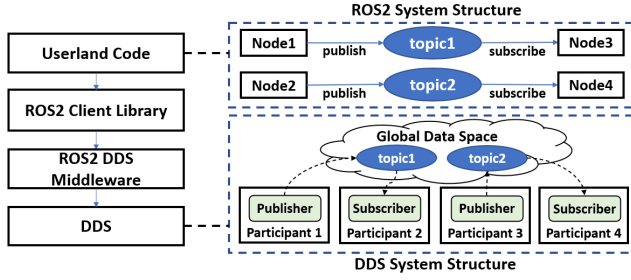 ROS2 System Structure
Userland Code
ROS2 Client Library
ROS2 DDS
Middleware
DDS
Node1
publish
topic1
subscribe
Node3
Node2
publish
topic2
subscribe
Node4
Global Data Space
topic1
topic2
Publisher
Participant 1
Subscriber
Participant 2
Publisher
Participant 3
Subscriber
Participant 4
DDS System Structure